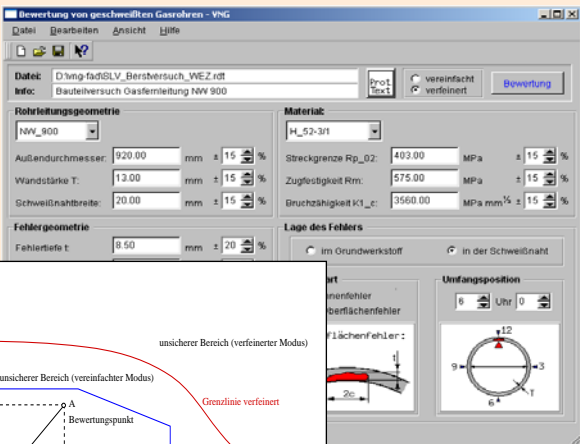 Bewertung von geschweißten Gasrohren - VNG
Datei Bearbeiten Ansicht Hilfe
Datei: D:\vng-fad\SLV_Berstversuch_WEZ.rdt
Info: Bauteilversuch Gasfernleitung NW 900
Prot Text
vereinfacht
verfeinert
Bewertung
Rohrleitungsgeometrie
NW_900
Außendurchmesser: 920.00 mm ± 15 %
Wandstärke T: 13.00 mm ± 15 %
Schweißnahtbreite: 20.00 mm ± 15 %
Material:
H_52-3/1
Streckgrenze Rp_02: 403.00 MPa ± 15 %
Zugfestigkeit Rm: 575.00 MPa ± 15 %
Bruchzähigkeit K1_c: 3560.00 MPa mm½ ± 15 %
Fehlergeometrie
Fehlertiefe t: 8.50 mm ± 20 %
Lage des Fehlers
im Grundwerkstoff
in der Schweißnaht
Umfangsposition
6 Uhr 0
12
9
3
6
T
t
2c
unsicherer Bereich (verfeinerter Modus)
unsicherer Bereich (vereinfachter Modus)
Grenzlinie verfeinert
A
Bewertungspunkt